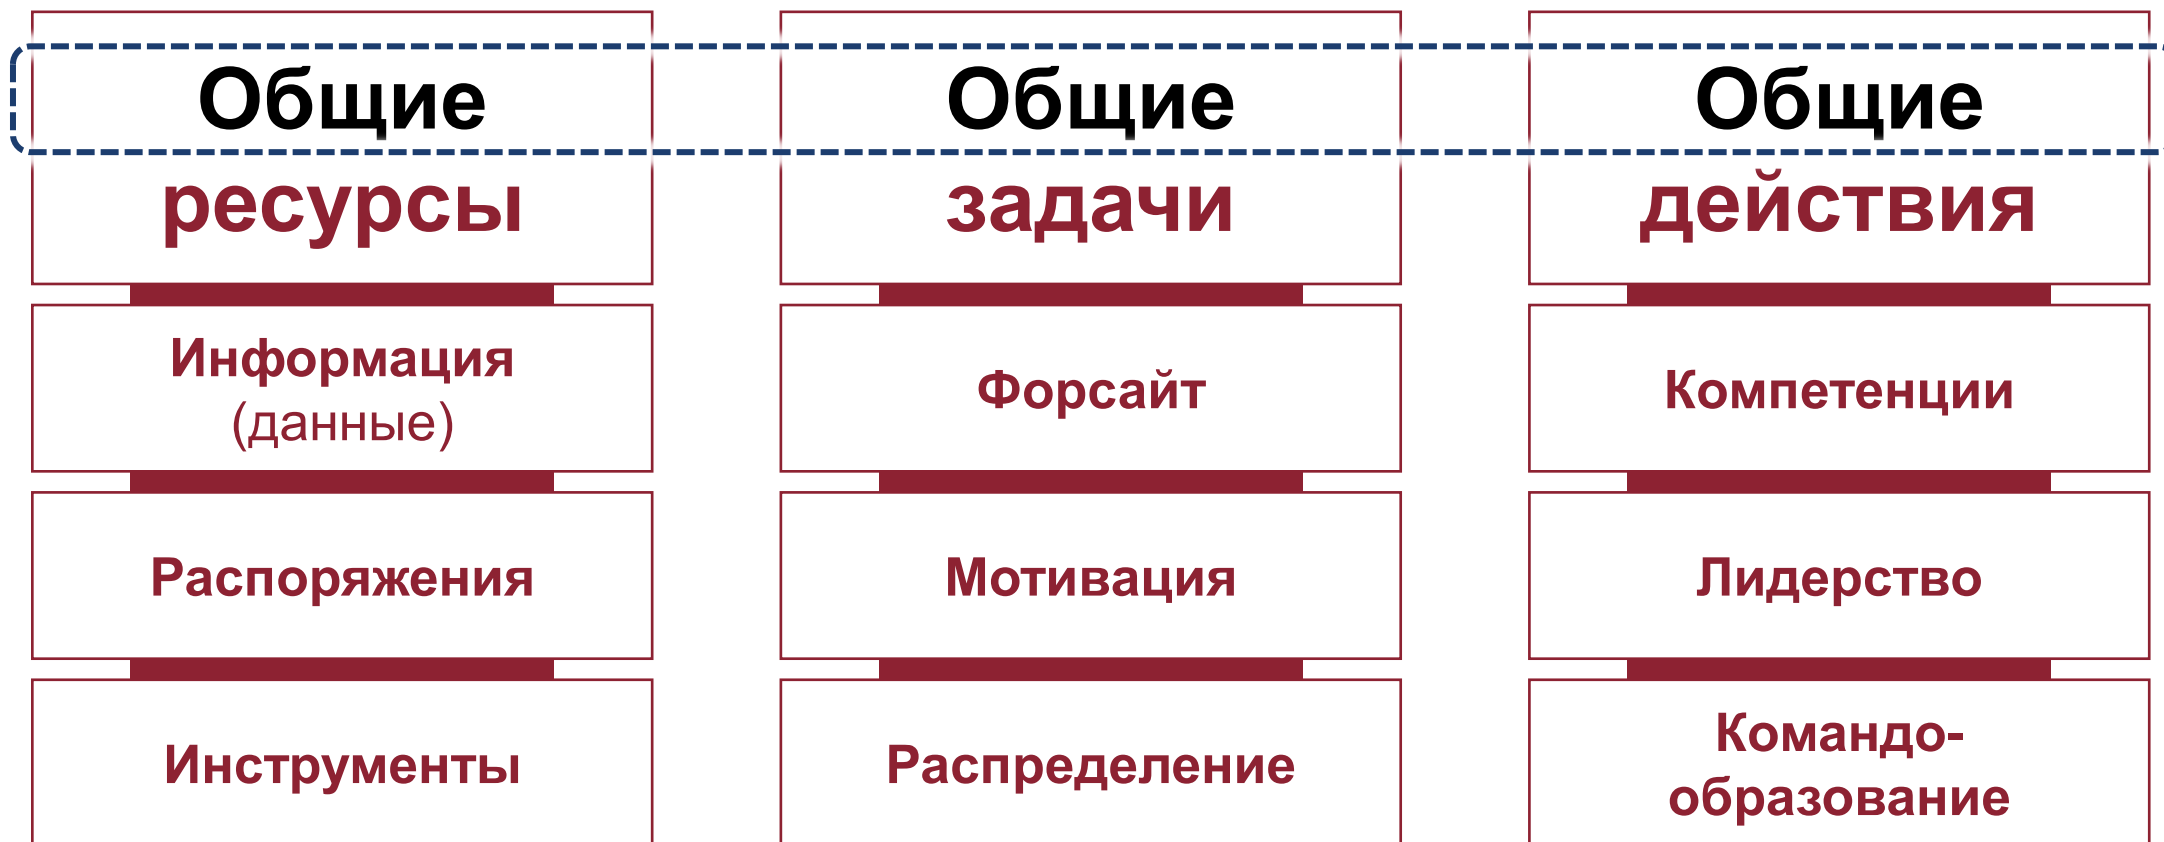 Общие
ресурсы
Информация
(данные)
Распоряжения
Инструменты
Общие
задачи
Форсайт
Мотивация
Распределение
Общие
действия
Компетенции
Лидерство
Командо-
образование